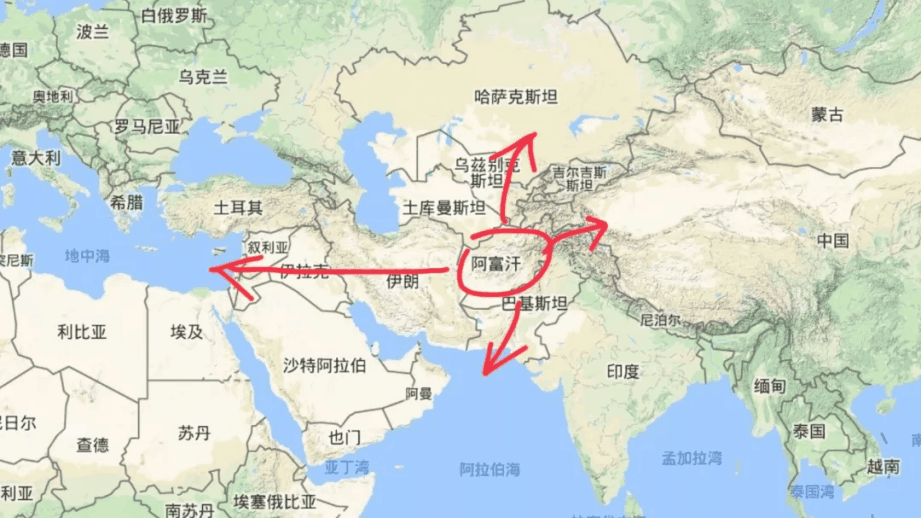 白俄罗斯
波兰
德国
乌克兰
奥地利
哈萨克斯坦
蒙古
罗马尼亚
意大利
乌兹别克
斯坦
吉尔吉斯
斯坦
希腊
土耳其
土库曼斯坦
中国
地中海
突尼斯
叙利亚
伊拉克
伊朗
阿富汗
巴基斯坦
尼泊尔
利比亚
埃及
沙特阿拉伯
印度
阿曼
缅甸
日尔
查德
苏丹
也门
泰国
亚丁湾
阿拉伯海
孟加拉湾
越南
利亚
南苏丹
埃塞俄比亚
泰国湾
南